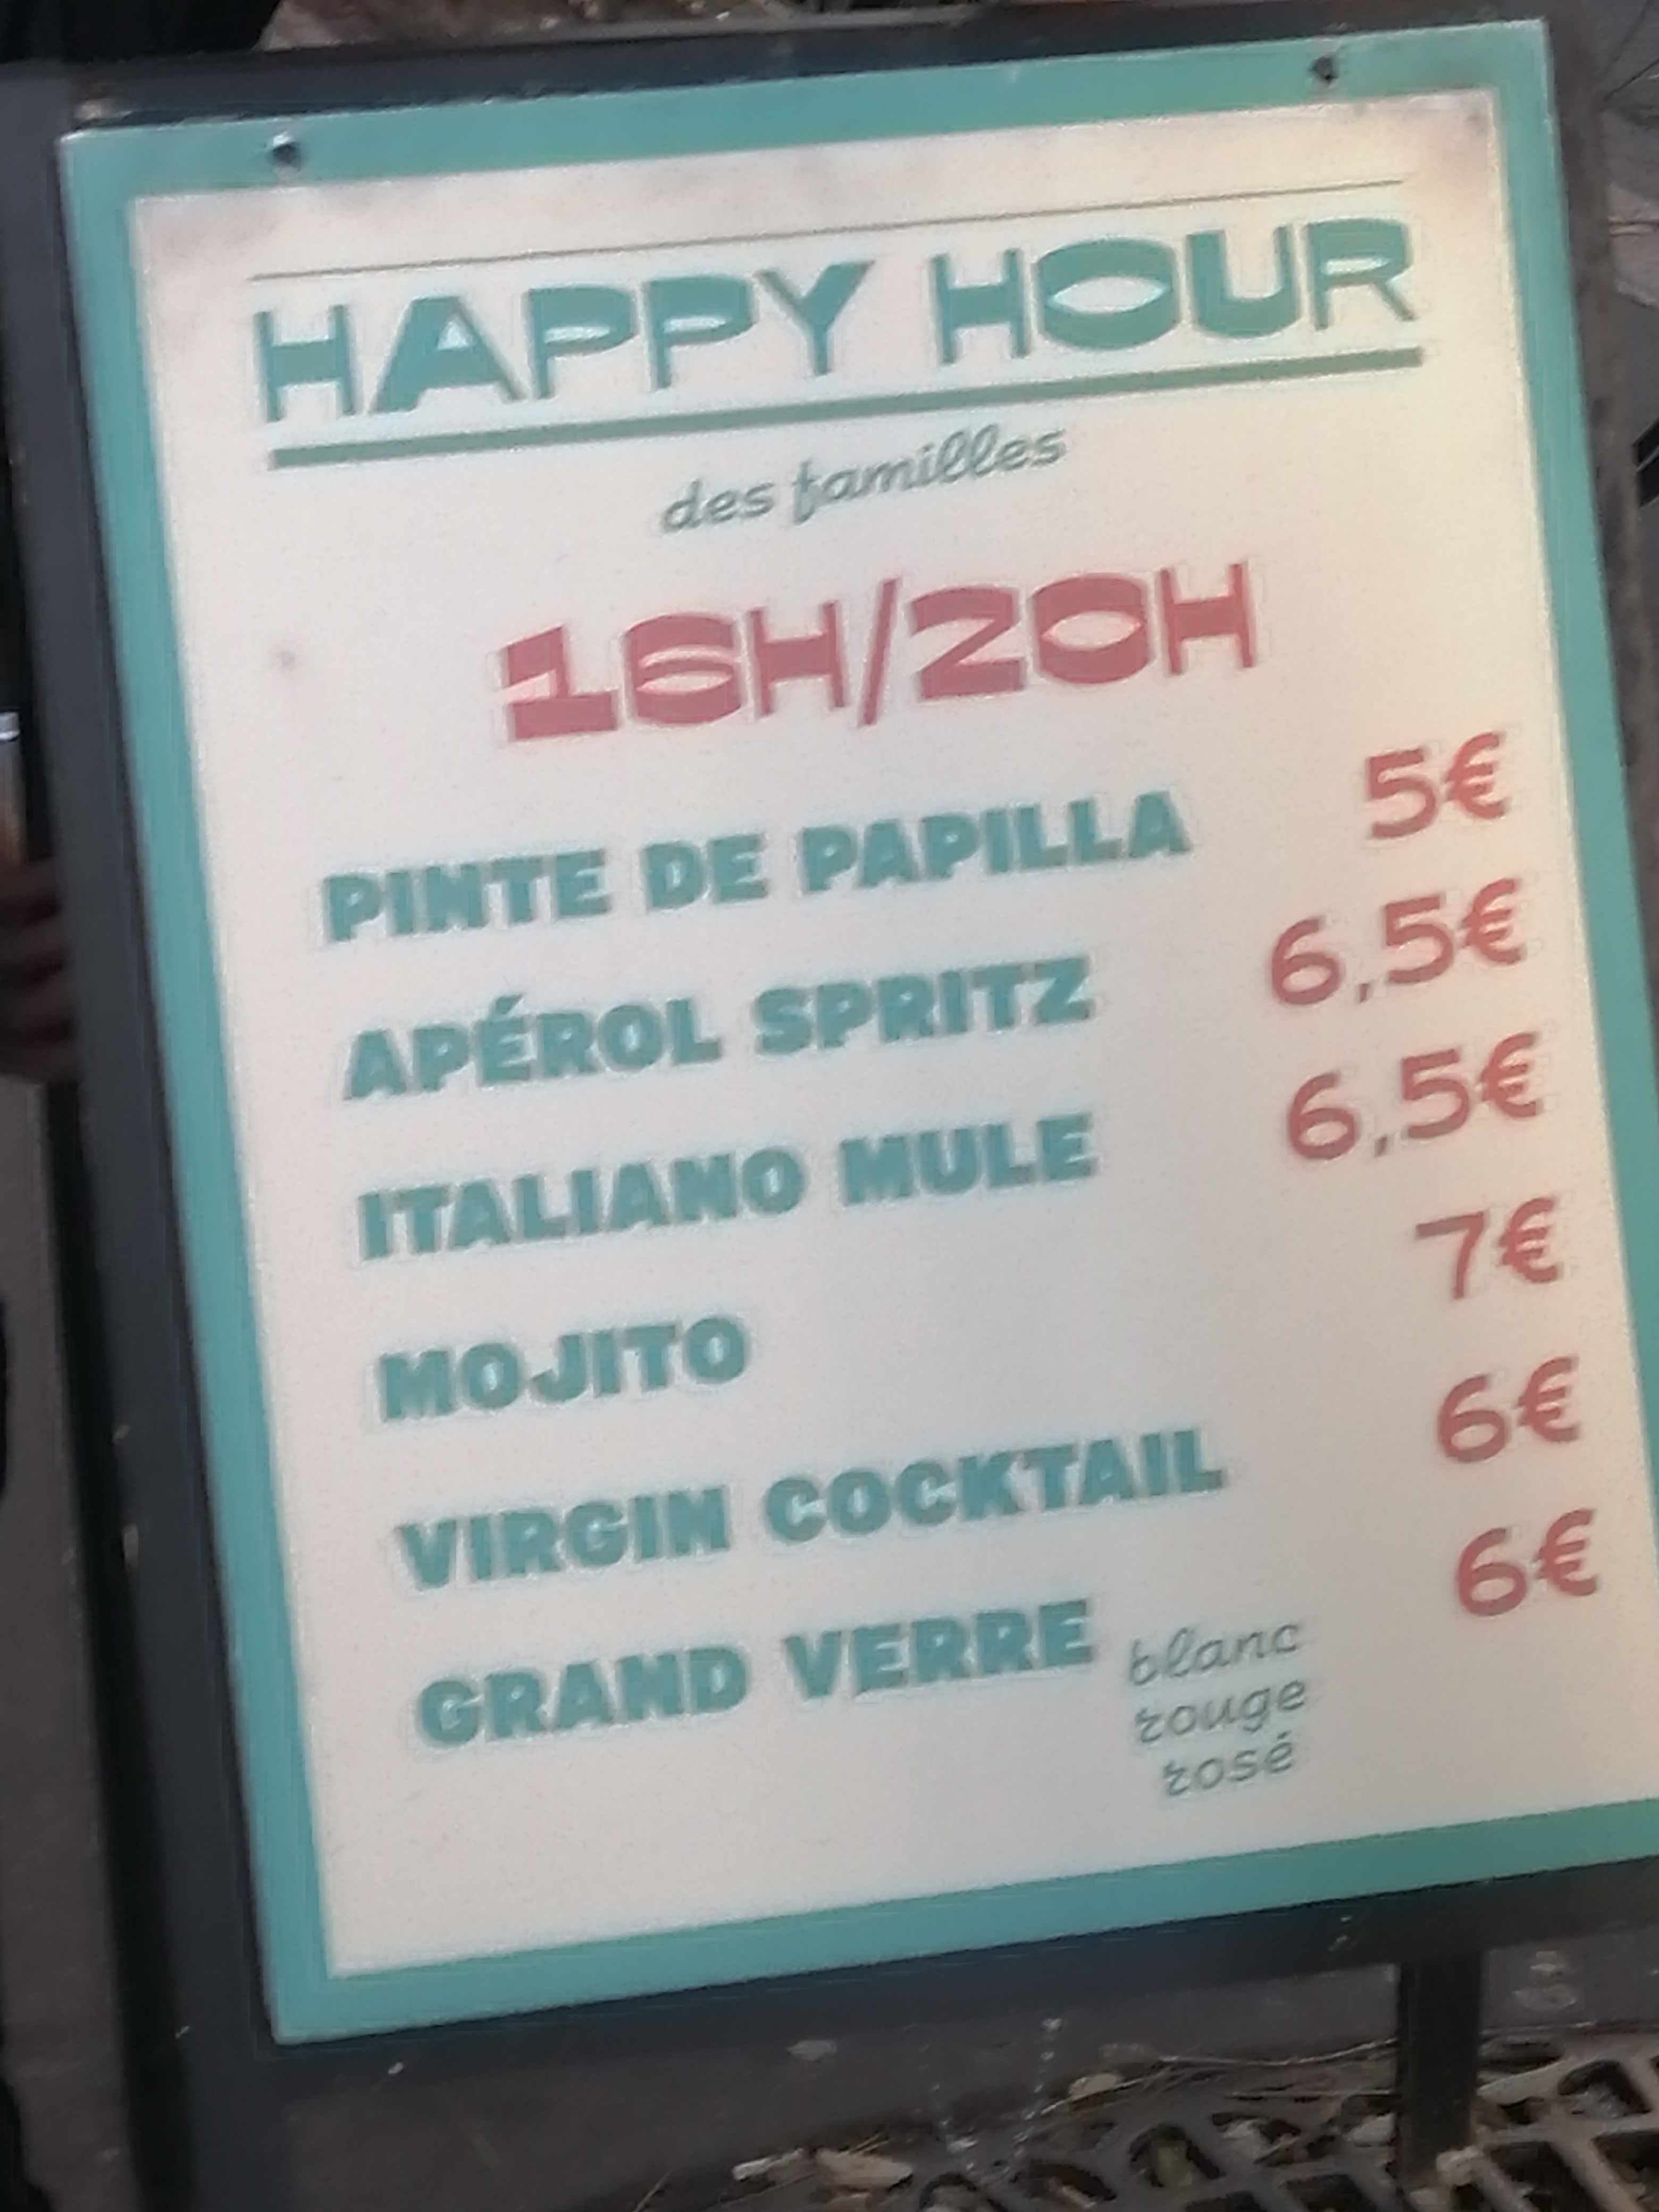 HAPPY HOUR
des familles
16H/20H
PINTE DE PAPILLA 5€
APÉROL SPRITZ 6,5€
ITALIANO MULE 6,5€
MOJITO 7€
VIRGIN COCKTAIL 6€
GRAND VERRE blanc 6€
rouge
rosé